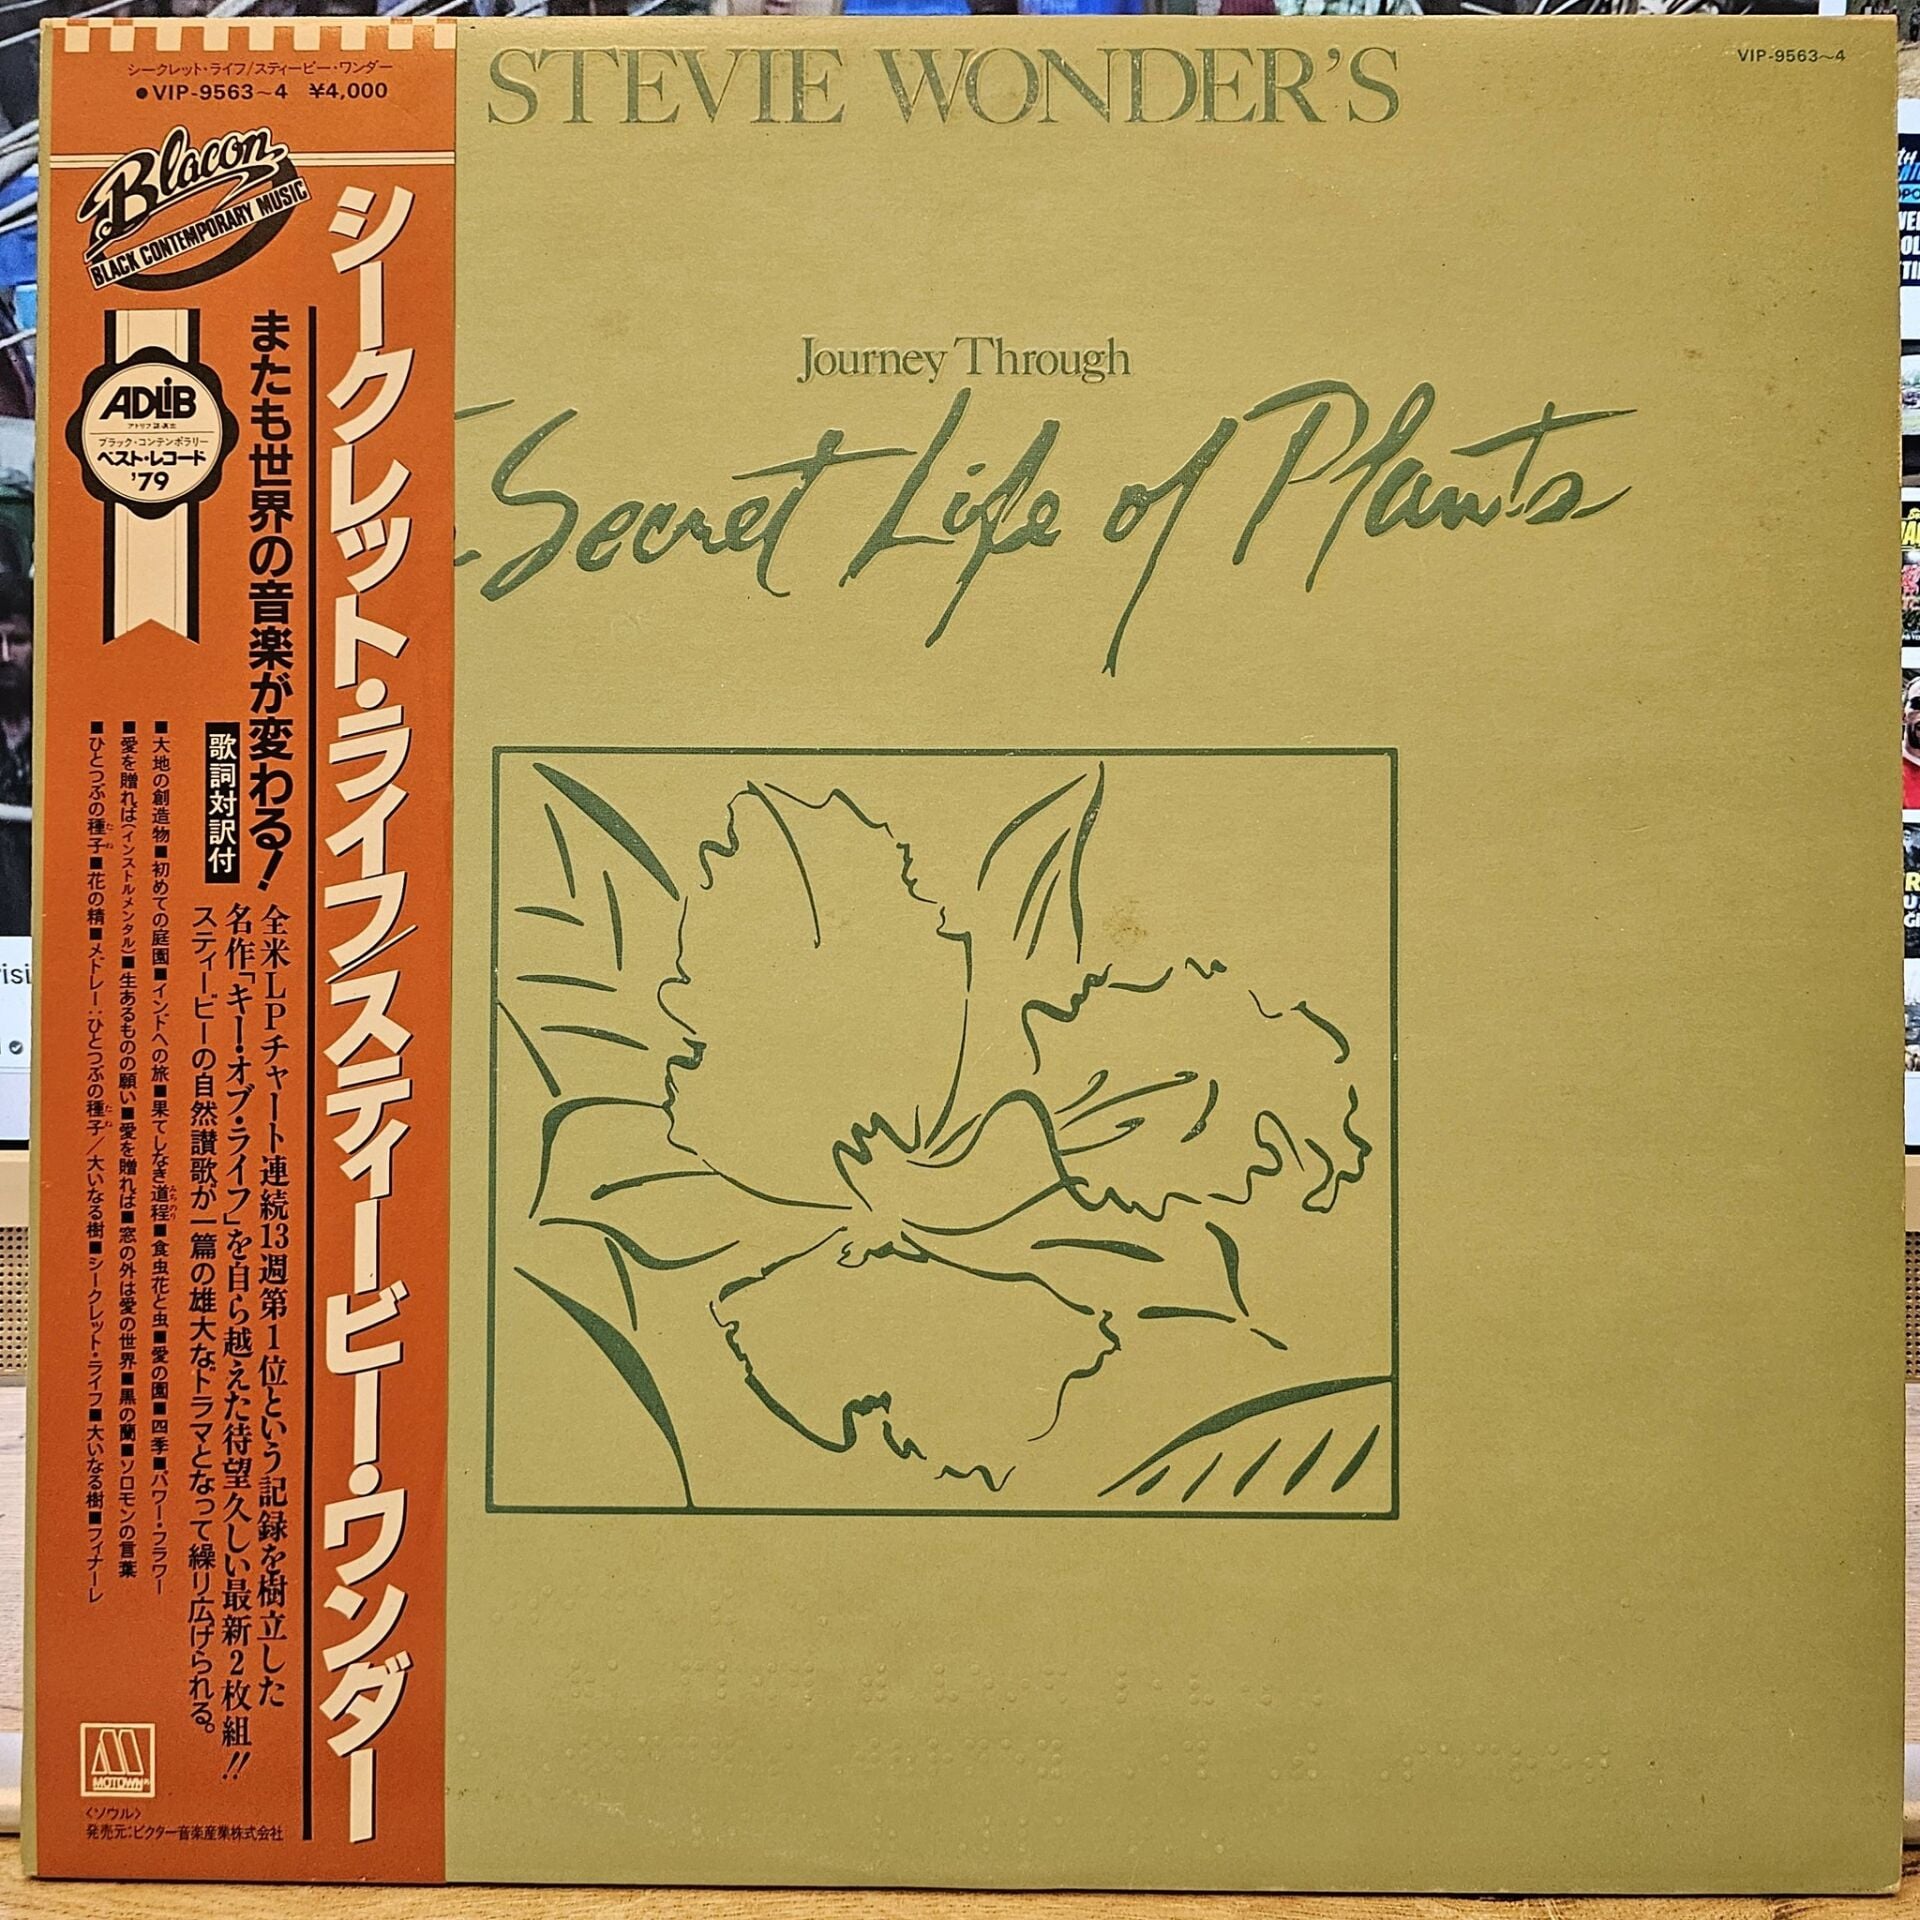 シークレット・ライフ/スティービー・ワンダー
●VIP-9563~4 ¥4,000
Blacon
BLACK CONTEMPORARY MUSIC
シークレット・ライフ/スティービー・ワンダー
またも世界の音楽が変わる!
ADLiB
ブラック・コンテンポラリー
ベスト・レコード
'79
歌詞対訳付
全米LPチャート連続13週第1位という記録を樹立した
名作「キー・オブ・ライフ」を自ら越えた待望久しい最新2枚組!!
スティービーの自然讃歌が一篇の雄大なドラマとなって繰り広げられる。
■大地の創造物■初めての庭園■インドへの旅■果てしなき道程■食虫花と虫■愛の園■四季■パワー・フラワー
■愛を贈れば(インストルメンタル)■生あるものの願い■愛を贈れば■窓の外は愛の世界■黒の蘭■ソロモンの言葉
■ひとつぶの種子■花の精■メドレー:ひとつぶの種子/大いなる樹■シークレット・ライフ■大いなる樹■フィナーレ
MOTOWN
〈ソウル〉
発売元:ビクター音楽産業株式会社
STEVIE WONDER'S
VIP-9563~4
Journey Through
Secret Life of Plants